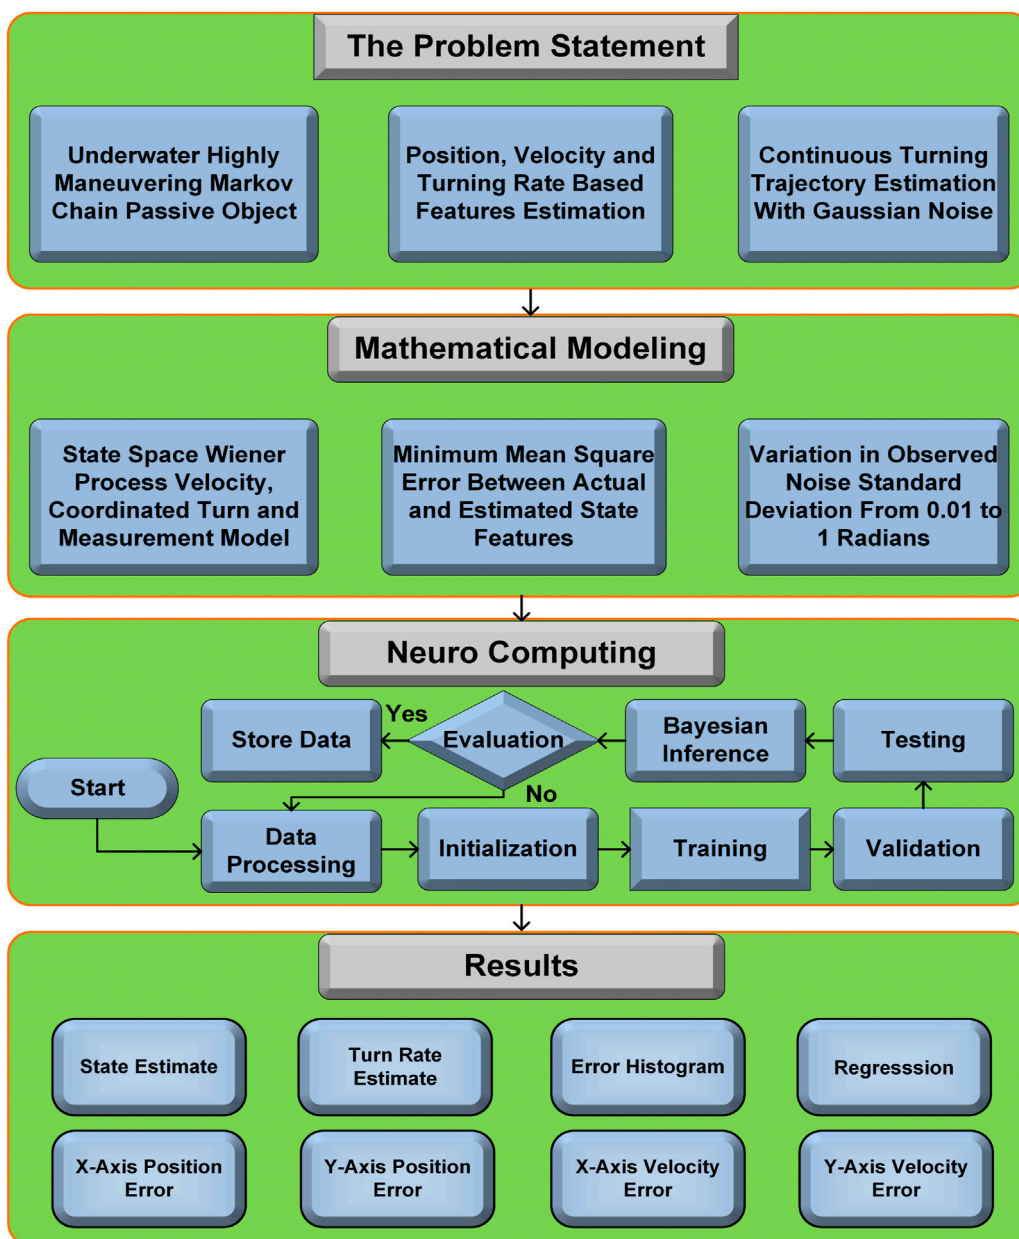 The Problem Statement
Underwater Highly
Maneuvering Markov
Chain Passive Object
Position, Velocity and
Turning Rate Based
Features Estimation
Continuous Turning
Trajectory Estimation
With Gaussian Noise
Mathematical Modeling
State Space Wiener
Process Velocity,
Coordinated Turn and
Measurement Model
Minimum Mean Square
Error Between Actual
and Estimated State
Features
Variation in Observed
Noise Standard
Deviation From 0.01 to
1 Radians
Neuro Computing
Start
Store Data
Yes
Evaluation
No
Bayesian
Inference
Testing
Data
Processing
Initialization
Training
Validation
Results
State Estimate
Turn Rate
Estimate
Error Histogram
Regresssion
X-Axis Position
Error
Y-Axis Position
Error
X-Axis Velocity
Error
Y-Axis Velocity
Error